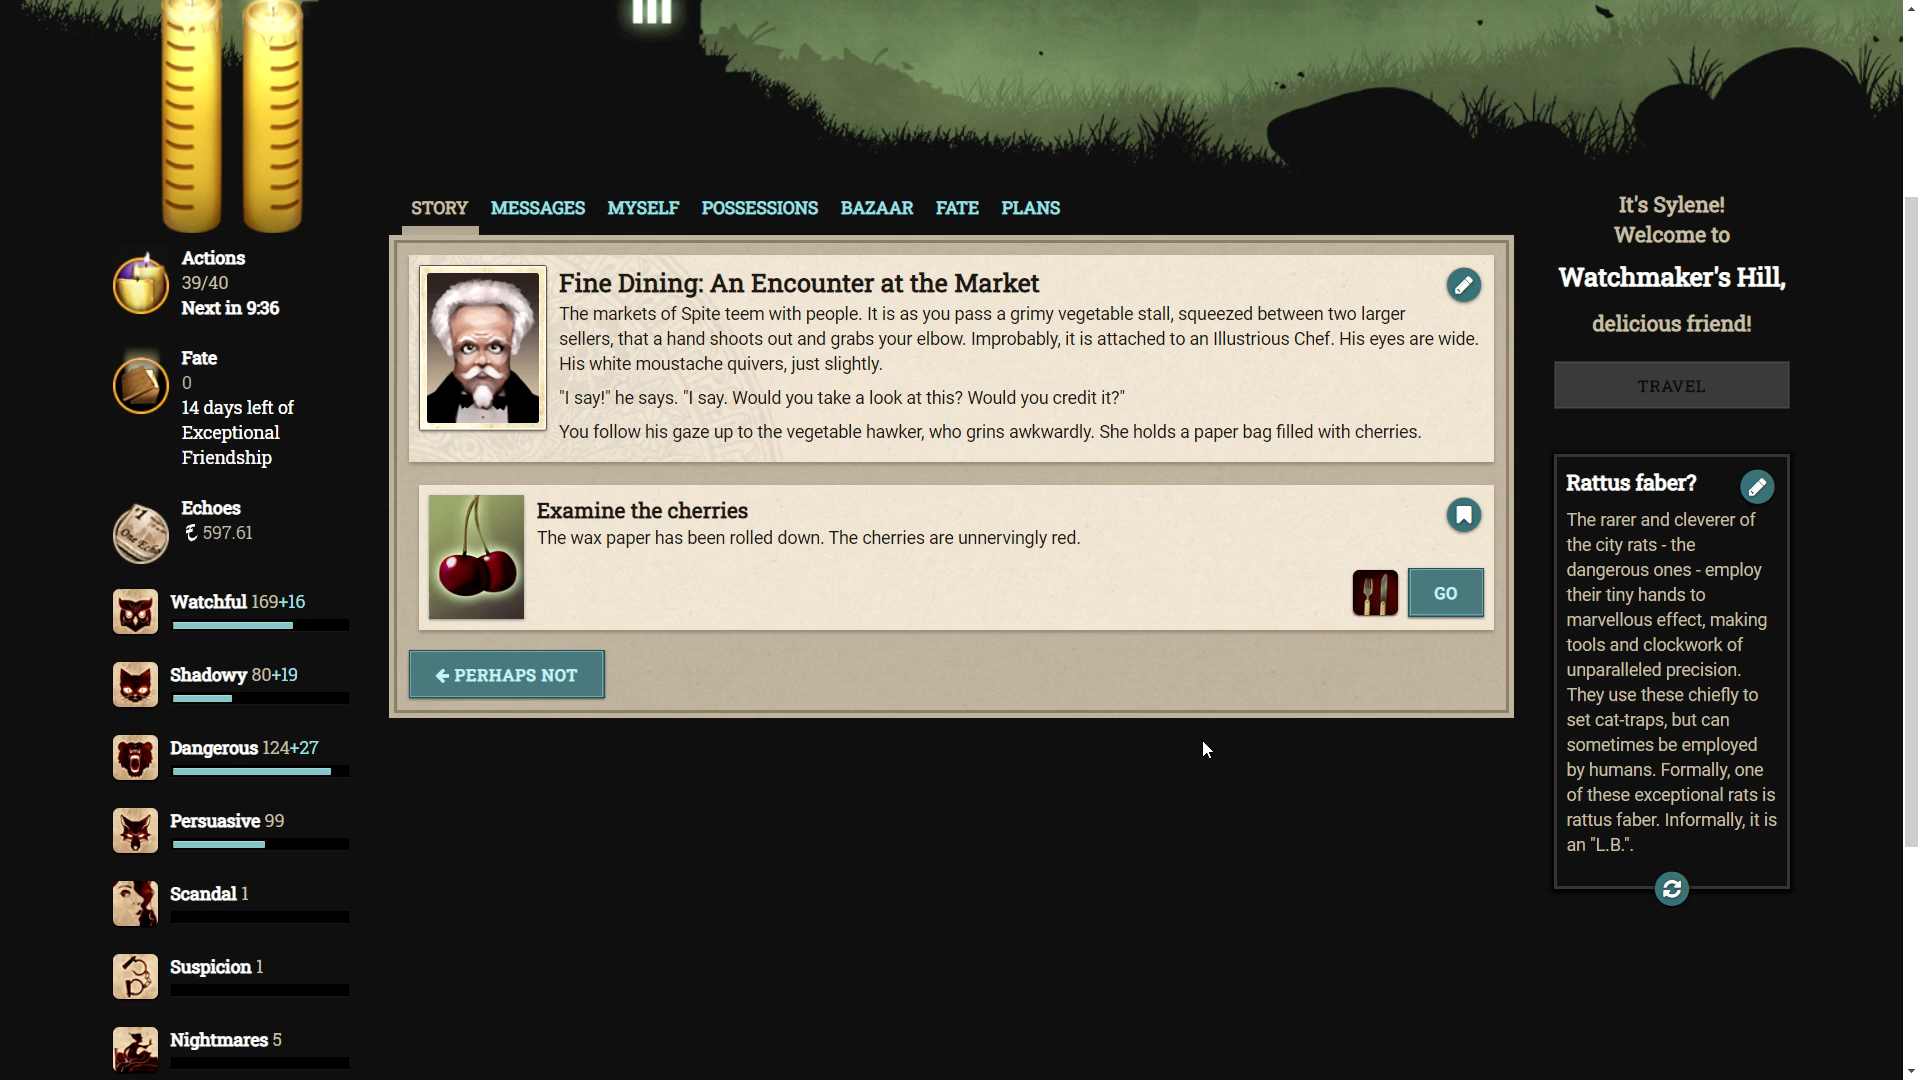 STORY MESSAGES MYSELF POSSESSIONS BAZAAR FATE PLANS
Actions
39/40
Next in 9:36
Fate
0
14 days left of
Exceptional
Friendship
Echoes
597.61
Watchful 169+16
Shadowy 80+19
Dangerous 124+27
Persuasive 99
Scandal 1
Suspicion 1
Nightmares 5
Fine Dining: An Encounter at the Market
The markets of Spite teem with people. It is as you pass a grimy vegetable stall, squeezed between two larger
sellers, that a hand shoots out and grabs your elbow. Improbably, it is attached to an Illustrious Chef. His eyes are wide.
His white moustache quivers, just slightly.
"I say!" he says. "I say. Would you take a look at this? Would you credit it?"
You follow his gaze up to the vegetable hawker, who grins awkwardly. She holds a paper bag filled with cherries.
Examine the cherries
The wax paper has been rolled down. The cherries are unnervingly red.
GO
PERHAPS NOT
It's Sylene!
Welcome to
Watchmaker's Hill,
delicious friend!
TRAVEL
Rattus faber?
The rarer and cleverer of
the city rats - the
dangerous ones - employ
their tiny hands to
marvellous effect, making
tools and clockwork of
unparalleled precision.
They use these chiefly to
set cat-traps, but can
sometimes be employed
by humans. Formally, one
of these exceptional rats is
rattus faber. Informally, it is
an "L.B.".